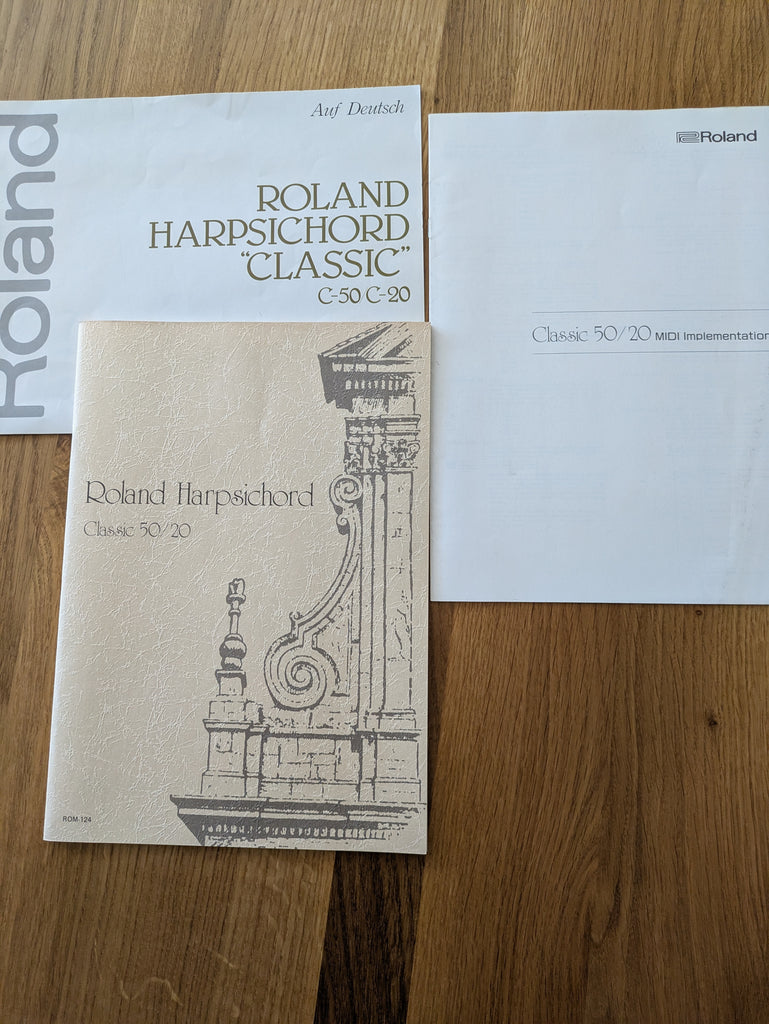 Roland
Auf Deutsch
ROLAND
HARPSICHORD
“CLASSIC”
C-50 C-20
Roland
Classic 50/20 MIDI Implementation
Roland Harpsichord
Classic 50/20
ROM-124